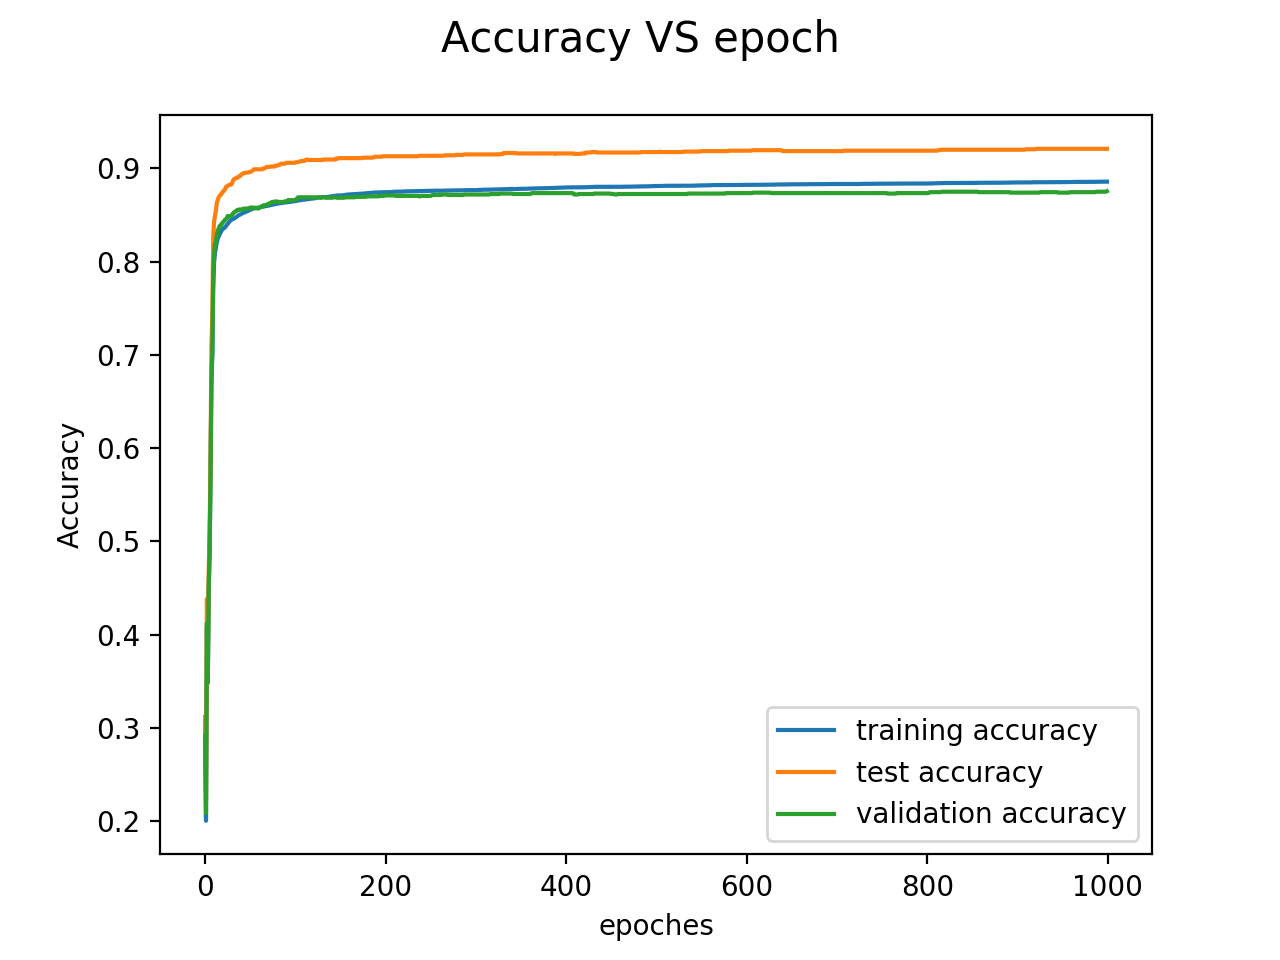 Accuracy VS epoch
0.9
0.8
0.7
0.6
0.5
0.4
0.3
0.2
Accuracy
training accuracy
test accuracy
validation accuracy
0 200 400 600 800 1000
epoches